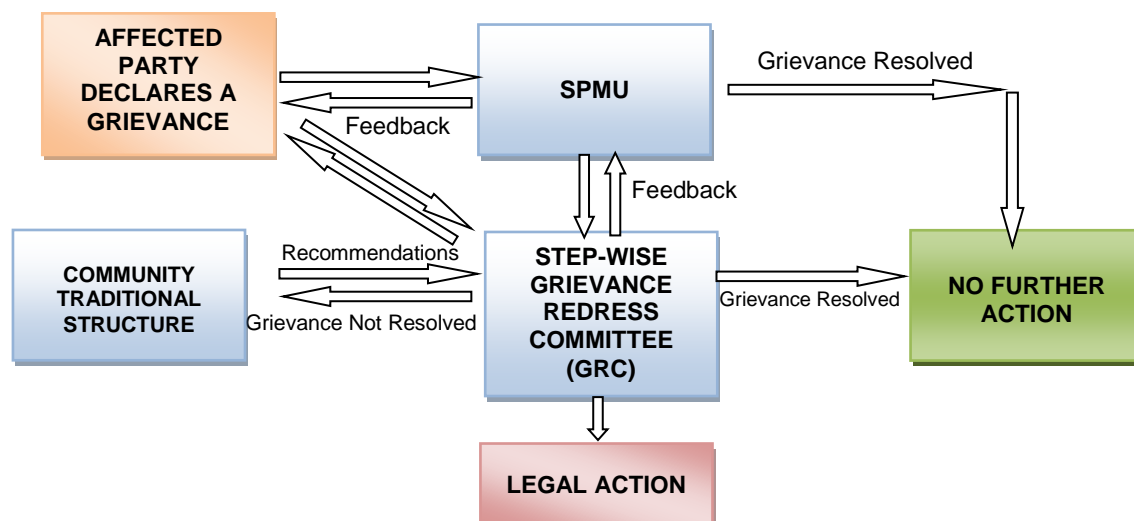 AFFECTED
PARTY
DECLARES A
GRIEVANCE
Feedback
SPMU
Grievance Resolved
Feedback
COMMUNITY
TRADITIONAL
STRUCTURE
Recommendations
Grievance Not Resolved
STEP-WISE
GRIEVANCE
REDRESS
COMMITTEE
(GRC)
Grievance Resolved
NO FURTHER
ACTION
LEGAL ACTION